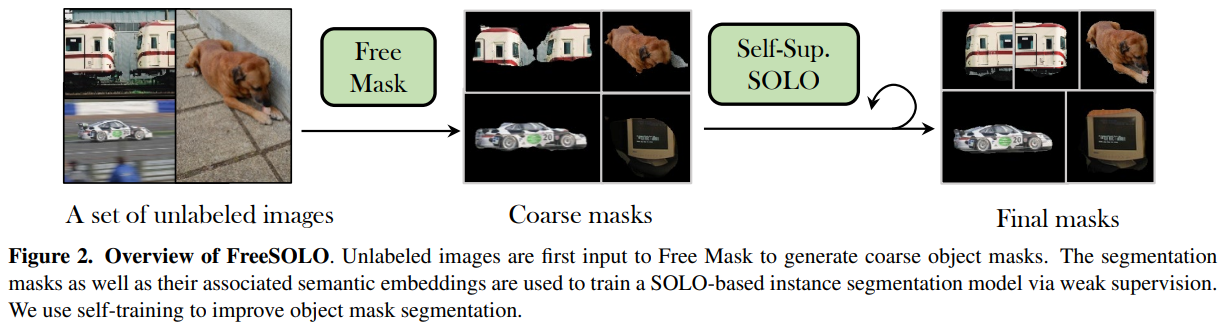 Free
Mask
Self-Sup.
SOLO
20
20
A set of unlabeled images
Coarse masks
Final masks
Figure 2. Overview of FreeSOLO. Unlabeled images are first input to Free Mask to generate coarse object masks. The segmentation
masks as well as their associated semantic embeddings are used to train a SOLO-based instance segmentation model via weak supervision.
We use self-training to improve object mask segmentation.